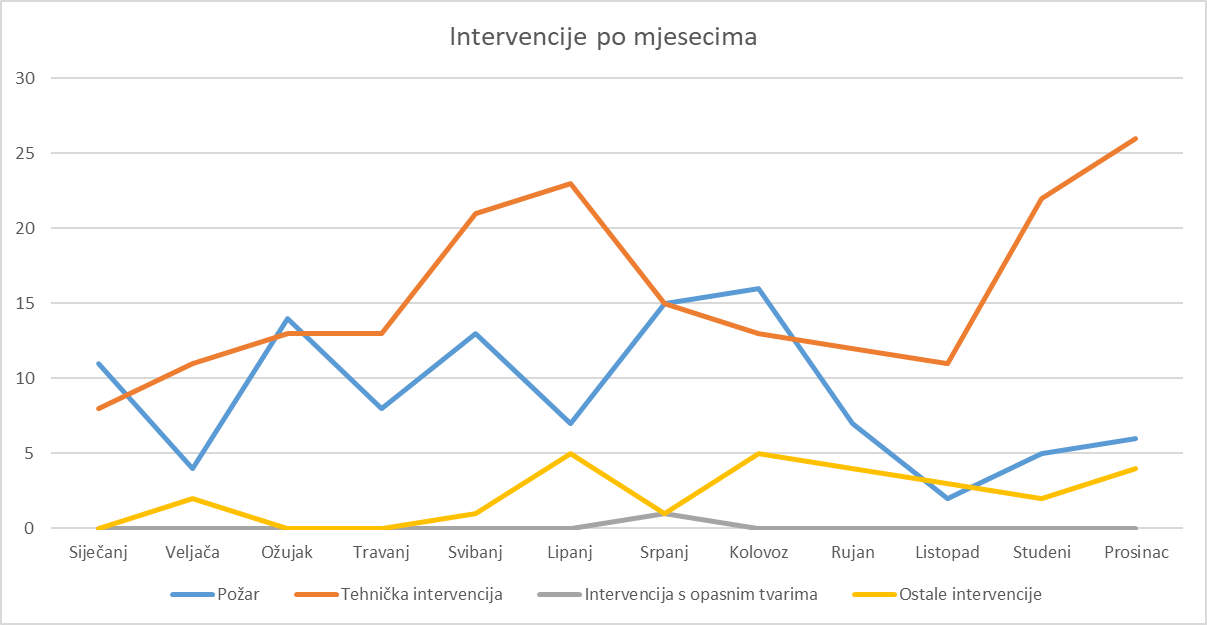 Intervencije po mjesecima
30
25
20
15
10
5
0
Siječanj Veljača Ožujak Travanj Svibanj Lipanj Srpanj Kolovoz Rujan Listopad Studeni Prosinac
Požar Tehnička intervencija Intervencija s opasnim tvarima Ostale intervencije